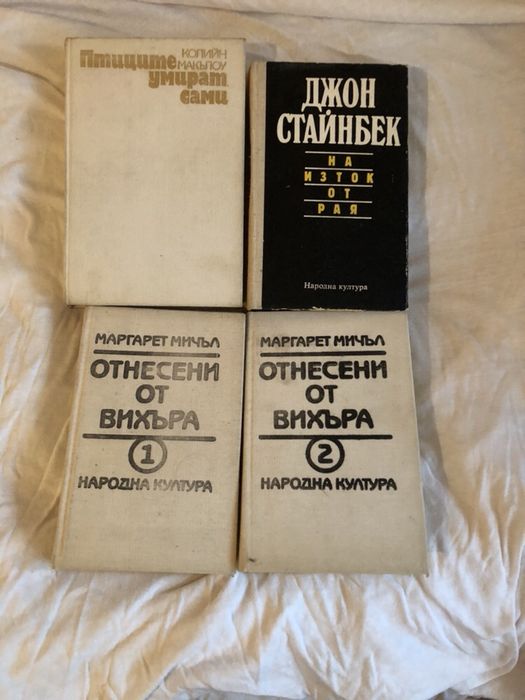 КОЛИЙН
МАКЪЛОУ
Птиците
умират
сами
ДЖОН
СТАЙНБЕК
НА
ИЗТОК
ОТ
РАЯ
Народна култура
МАРГАРЕТ МИЧЪЛ
ОТНЕСЕНИ
ОТ
ВИХЪРА
1
НАРОДНА КУЛТУРА
МАРГАРЕТ МИЧЪЛ
ОТНЕСЕНИ
ОТ
ВИХЪРА
2
НАРОДНА КУЛТУРА